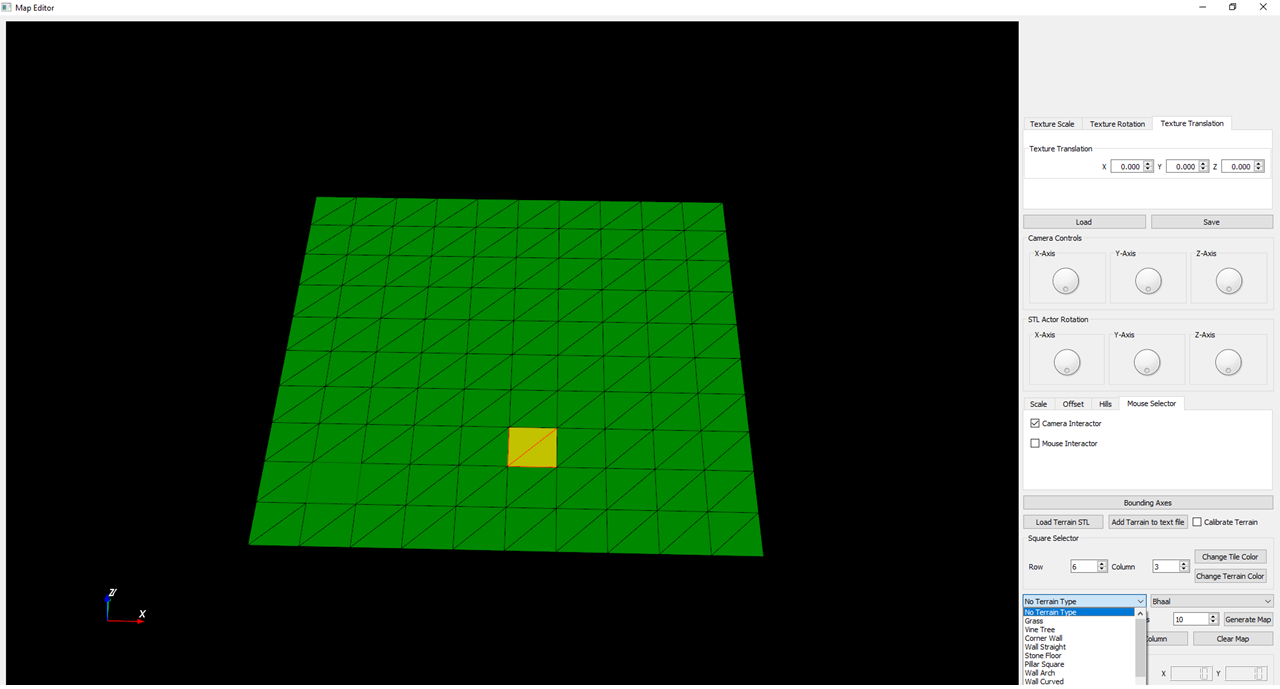 Map Editor
Texture Scale Texture Rotation Texture Translation
Texture Translation
X 0.000 Y 0.000 Z 0.000
Load Save
Camera Controls
X-Axis Y-Axis Z-Axis
STL Actor Rotation
X-Axis Y-Axis Z-Axis
Scale Offset Hills Mouse Selector
Camera Interactor
Mouse Interactor
Bounding Axes
Load Terrain STL Add Tarrain to text file Calibrate Terrain
Square Selector
Change Tile Color
Row 6 Column 3
Change Terrain Color
No Terrain Type Bhaal
No Terrain Type
Grass s 10 Generate Map
Vine Tree
Corner Wall olumn Clear Map
Wall Straight
Stone Floor
Pillar Square
Wall Arch X 0 Y 0
Wall Curved
Z/ X